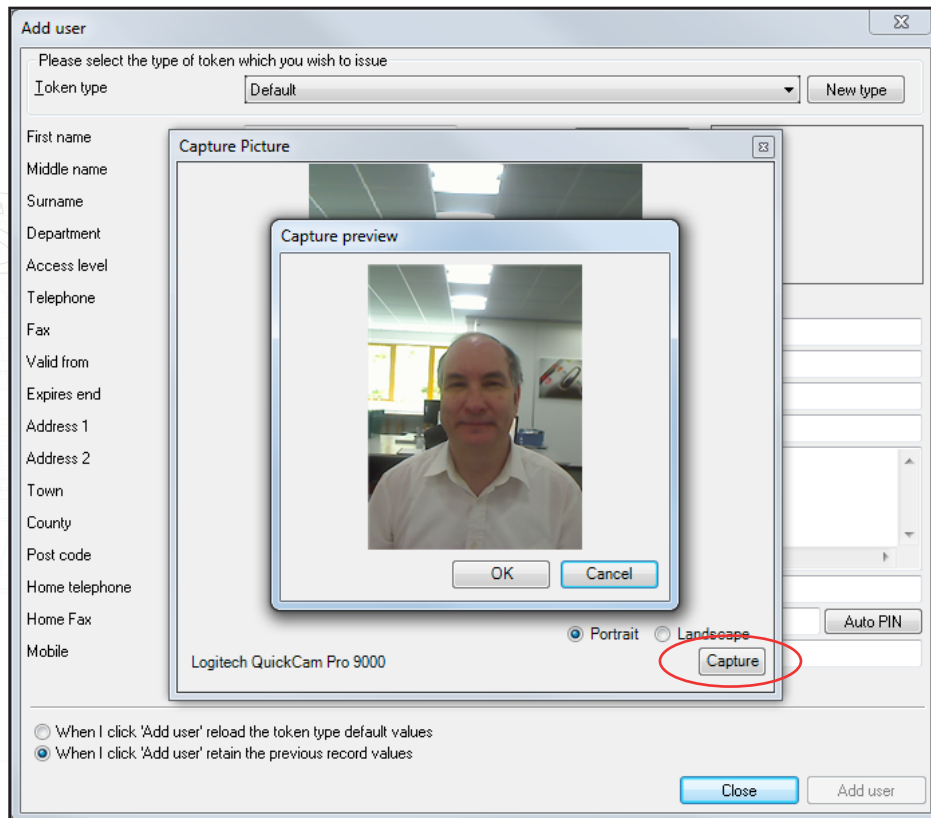 Add user
Please select the type of token which you wish to issue
Token type Default New type
First name
Capture Picture
Middle name
Surname
Department
Capture preview
Access level
Telephone
Fax
Valid from
Expires end
Address 1
Address 2
Town
County
Post code
OK Cancel
Home telephone
Home Fax
Auto PIN
Portrait Landscape
Mobile
Logitech QuickCam Pro 9000 Capture
When I click 'Add user' reload the token type default values
When I click 'Add user' retain the previous record values
Close Add user